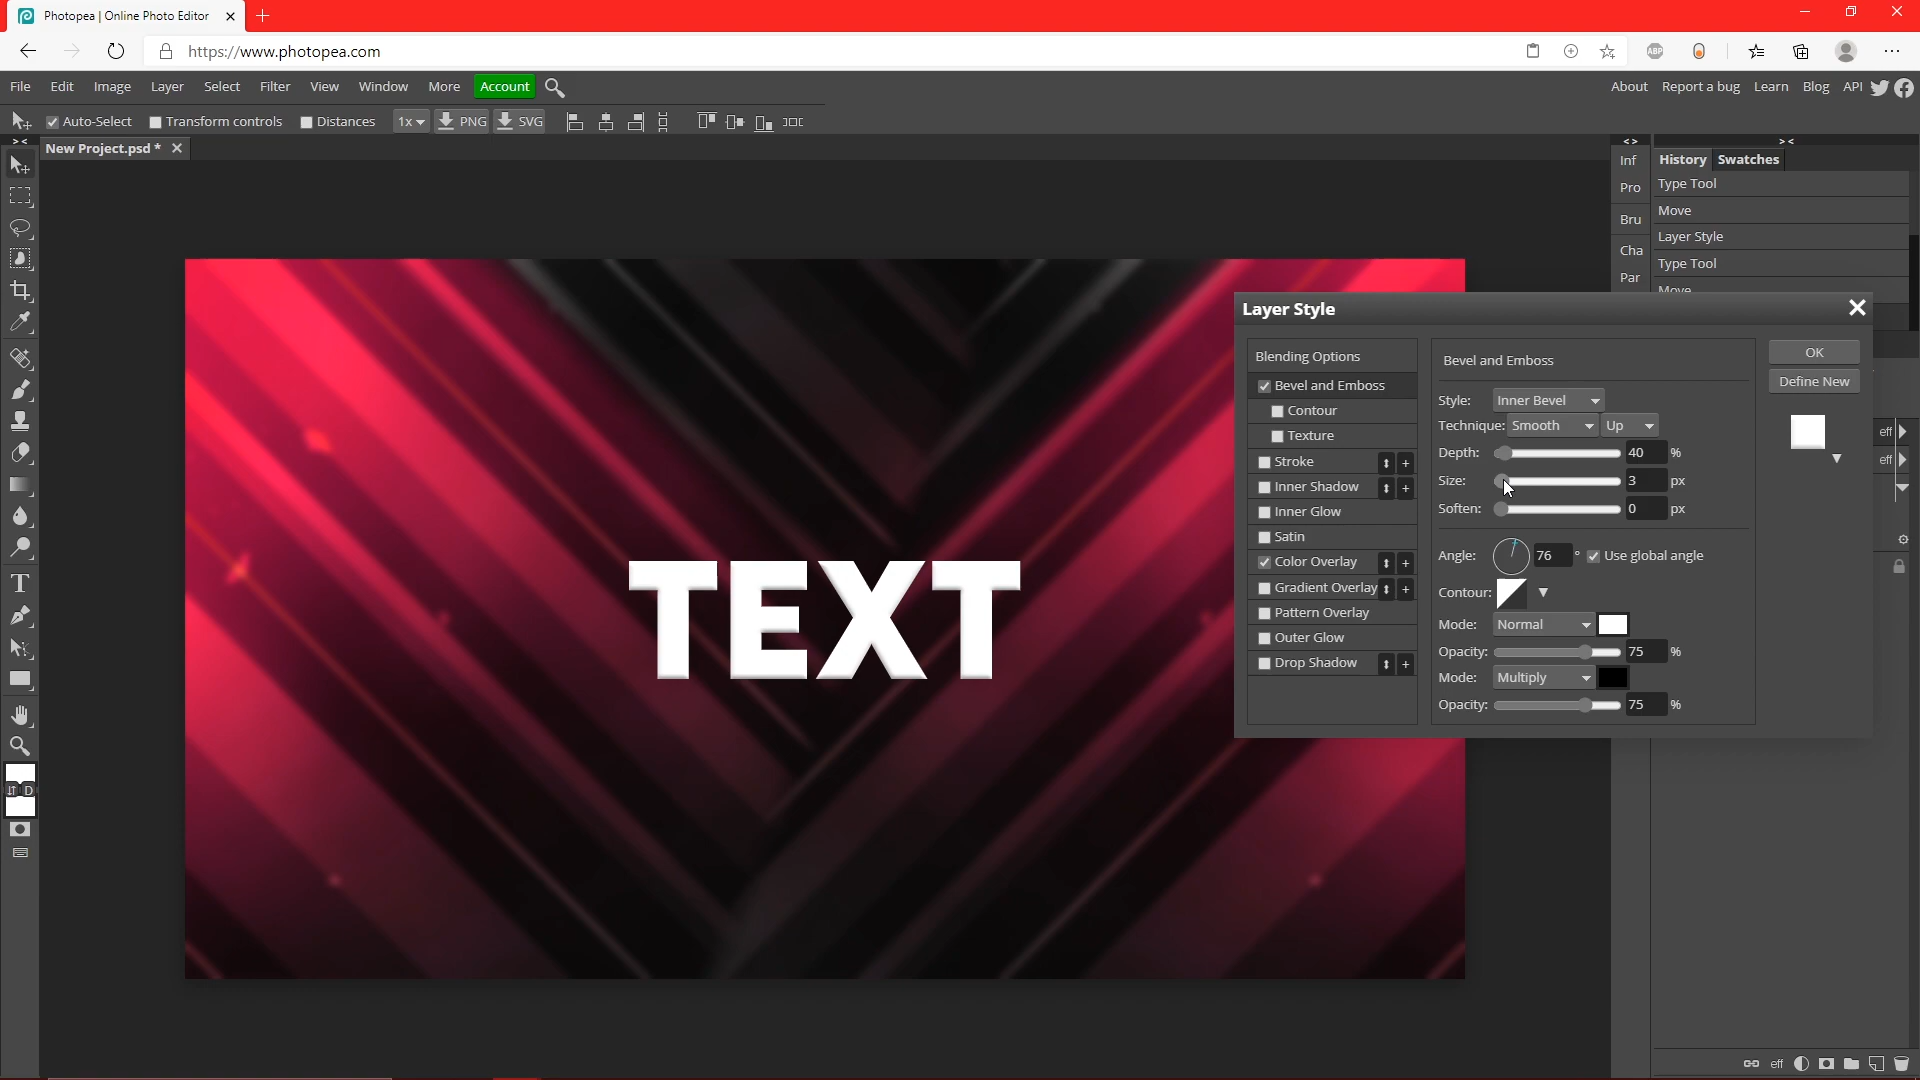 Photopea | Online Photo Editor
https://www.photopea.com
ABP
File Edit Image Layer Select Filter View Window More Account
About Report a bug Learn Blog API
Auto-Select Transform controls Distances 1x PNG SVG
New Project.psd *
Inf
Pro
Bru
Cha
Par
History Swatches
Type Tool
Move
Layer Style
Type Tool
Move
TEXT
Layer Style
Blending Options
Bevel and Emboss
Contour
Texture
Stroke
Inner Shadow
Inner Glow
Satin
Color Overlay
Gradient Overlay
Pattern Overlay
Outer Glow
Drop Shadow
Bevel and Emboss
Style: Inner Bevel
Technique: Smooth Up
Depth: 40 %
Size: 3 px
Soften: 0 px
Angle: 76 ° Use global angle
Contour:
Mode: Normal
Opacity: 75 %
Mode: Multiply
Opacity: 75 %
OK
Define New
eff
eff
D
eff